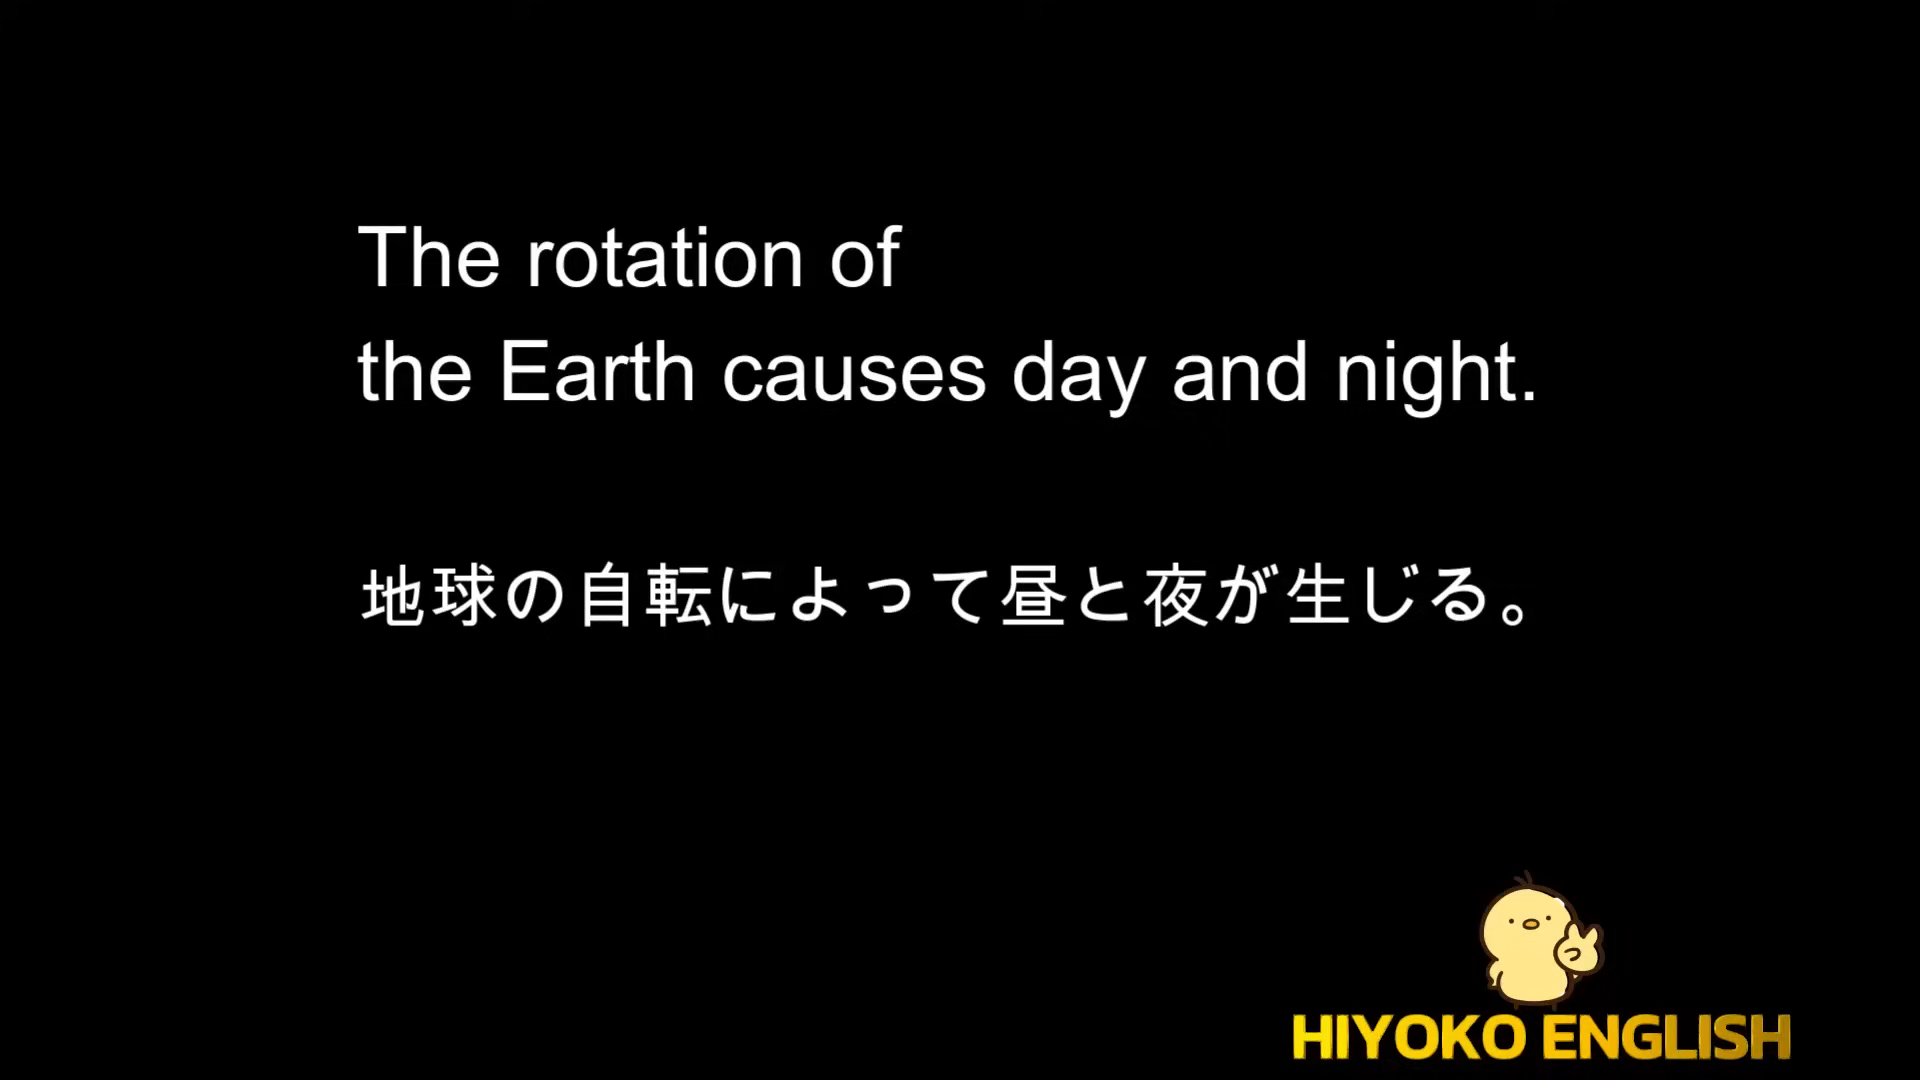 The rotation of
the Earth causes day and night.
地球の自転によって昼と夜が生じる。
HIYOKO ENGLISH